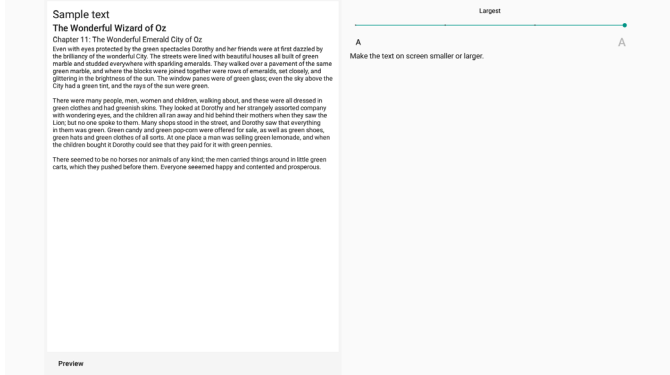 Sample text
The Wonderful Wizard of Oz
Chapter 11: The Wonderful Emerald City of Oz
Even with eyes protected by the green spectacles Dorothy and her friends were at first dazzled by
the brilliancy of the wonderful City. The streets were lined with beautiful houses all built of green
marble and studded everywhere with sparkling emeralds. They walked over a pavement of the same
green marble, and where the blocks were joined together were rows of emeralds, set closely, and
glittering in the brightness of the sun. The window panes were of green glass; even the sky above the
City had a green tint, and the rays of the sun were green.
There were many people, men, women and children, walking about, and these were all dressed in
green clothes and had greenish skins. They looked at Dorothy and her strangely assorted company
with wondering eyes, and the children all ran away and hid behind their mothers when they saw the
Lion; but no one spoke to them. Many shops stood in the street, and Dorothy saw that everything
in them was green. Green candy and green pop-corn were offered for sale, as well as green shoes,
green hats and green clothes of all sorts. At one place a man was selling green lemonade, and when
the children bought it Dorothy could see that they paid for it with green pennies.
There seemed to be no horses nor animals of any kind; the men carried things around in little green
carts, which they pushed before them. Everyone seeemed happy and contented and prosperous.
Preview
Largest
A A
Make the text on screen smaller or larger.